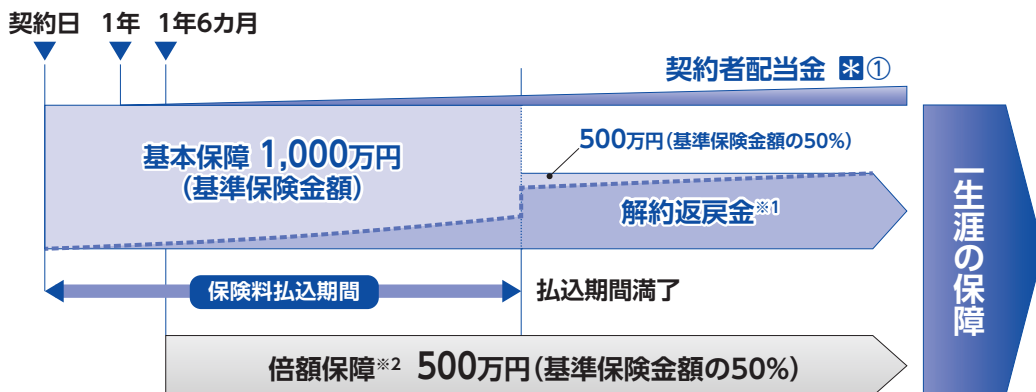 契約日 1年 1年6カ月
契約者配当金 *①
基本保障 1,000万円
(基準保険金額)
500万円(基準保険金額の50%)
解約返戻金※1
保険料払込期間
払込期間満了
倍額保障※2 500万円(基準保険金額の50%)
一生涯の保障